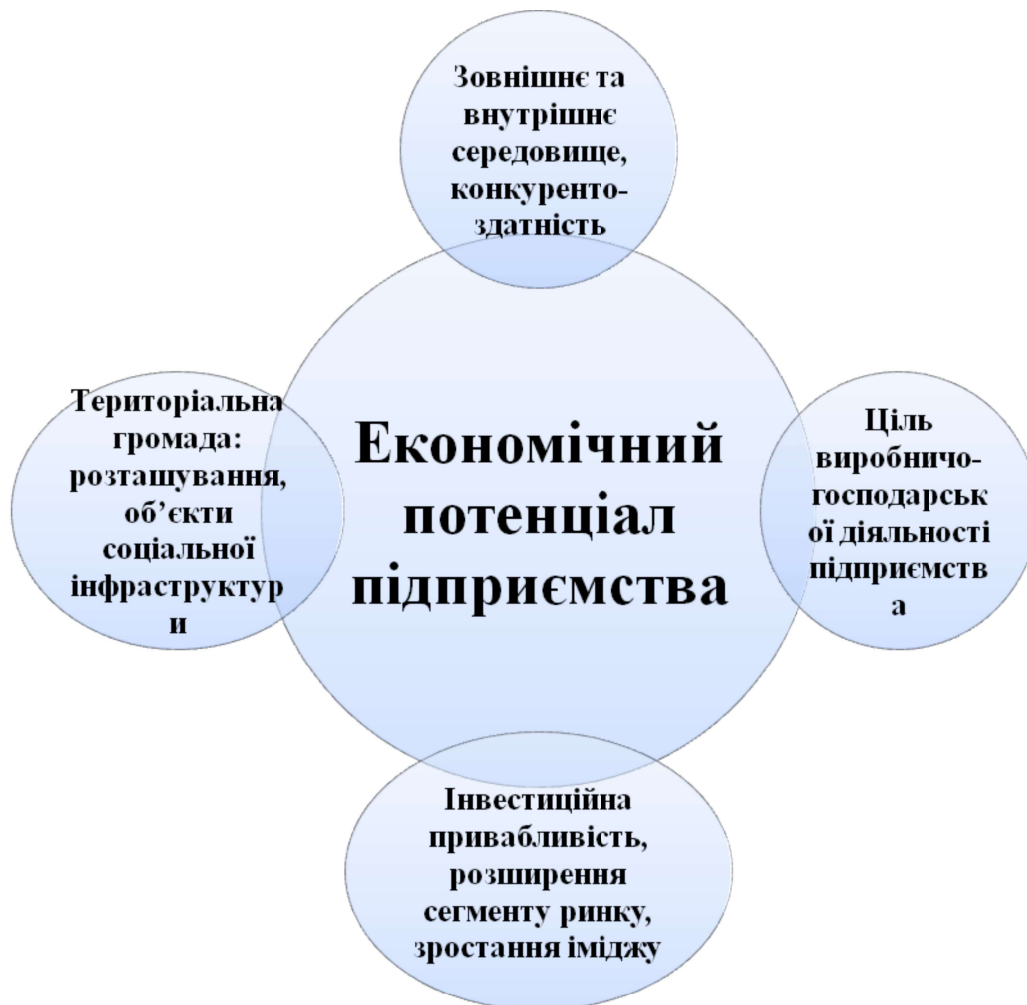 Зовнішнє та
внутрішнє
середовище,
конкуренто-
здатність
Територіальна
громада:
розташування,
об’єкти
соціальної
інфраструктур
и
Економічний
потенціал
підприємства
Ціль
виробничо-
господарськ
ої діяльності
підприємств
а
Інвестиційна
привабливість,
розширення
сегменту ринку,
зростання іміджу